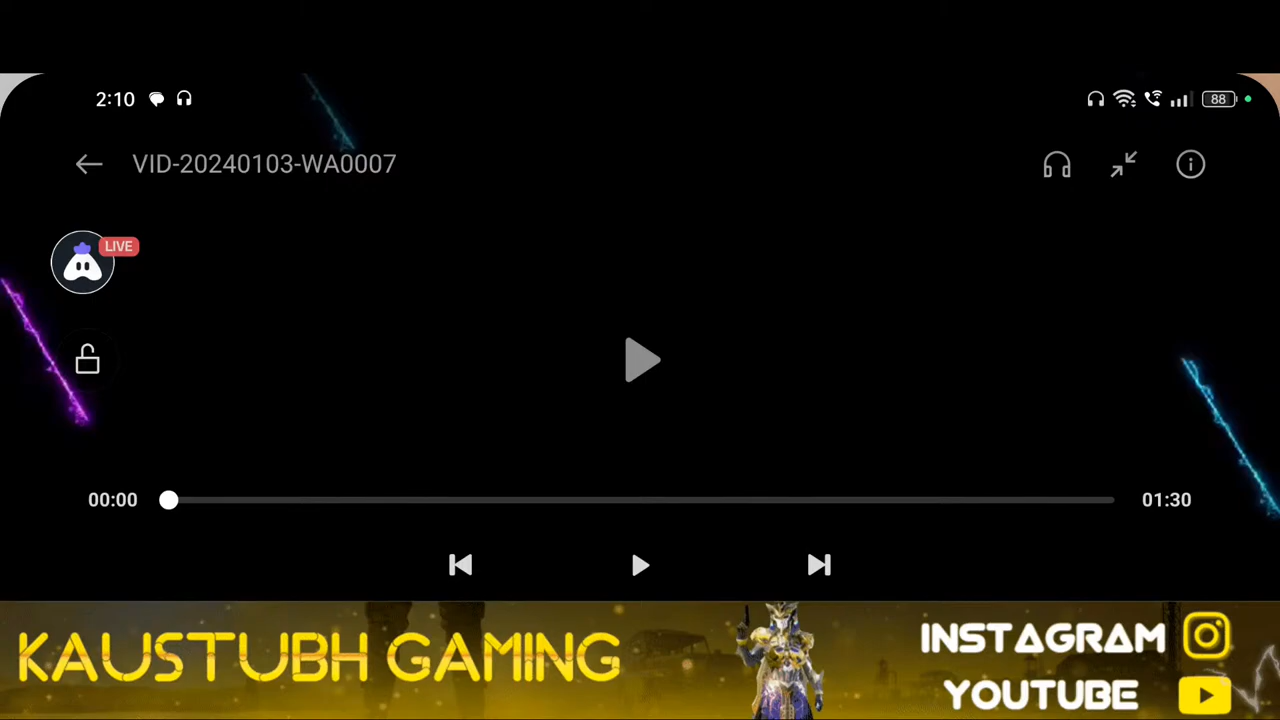 2:10
88
VID-20240103-WA0007
LIVE
00:00
01:30
KAUSTUBH GAMING
INSTAGRAM
YOUTUBE